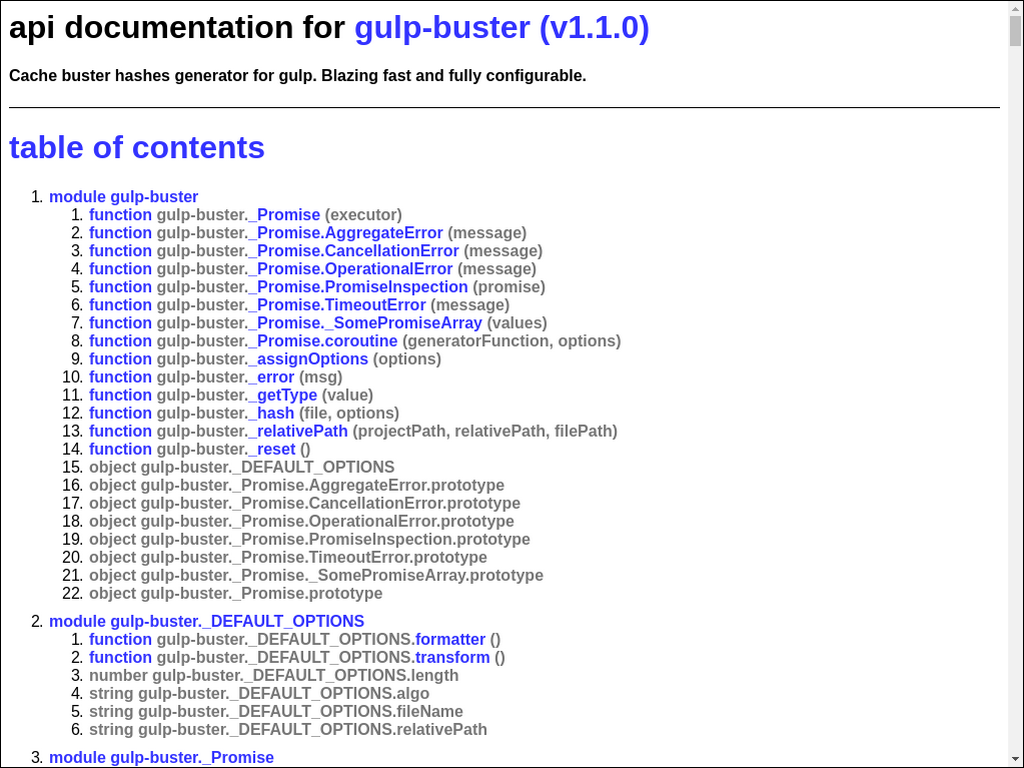 api documentation for gulp-buster (v1.1.0)
Cache buster hashes generator for gulp. Blazing fast and fully configurable.
table of contents
1. module gulp-buster
1. function gulp-buster._Promise (executor)
2. function gulp-buster._Promise.AggregateError (message)
3. function gulp-buster._Promise.CancellationError (message)
4. function gulp-buster._Promise.OperationalError (message)
5. function gulp-buster._Promise.PromiseInspection (promise)
6. function gulp-buster._Promise.TimeoutError (message)
7. function gulp-buster._Promise._SomePromiseArray (values)
8. function gulp-buster._Promise.coroutine (generatorFunction, options)
9. function gulp-buster._assignOptions (options)
10. function gulp-buster._error (msg)
11. function gulp-buster._getType (value)
12. function gulp-buster._hash (file, options)
13. function gulp-buster._relativePath (projectPath, relativePath, filePath)
14. function gulp-buster._reset ()
15. object gulp-buster._DEFAULT_OPTIONS
16. object gulp-buster._Promise.AggregateError.prototype
17. object gulp-buster._Promise.CancellationError.prototype
18. object gulp-buster._Promise.OperationalError.prototype
19. object gulp-buster._Promise.PromiseInspection.prototype
20. object gulp-buster._Promise.TimeoutError.prototype
21. object gulp-buster._Promise._SomePromiseArray.prototype
22. object gulp-buster._Promise.prototype
2. module gulp-buster._DEFAULT_OPTIONS
1. function gulp-buster._DEFAULT_OPTIONS.formatter ()
2. function gulp-buster._DEFAULT_OPTIONS.transform ()
3. number gulp-buster._DEFAULT_OPTIONS.length
4. string gulp-buster._DEFAULT_OPTIONS.algo
5. string gulp-buster._DEFAULT_OPTIONS.fileName
6. string gulp-buster._DEFAULT_OPTIONS.relativePath
3. module gulp-buster._Promise